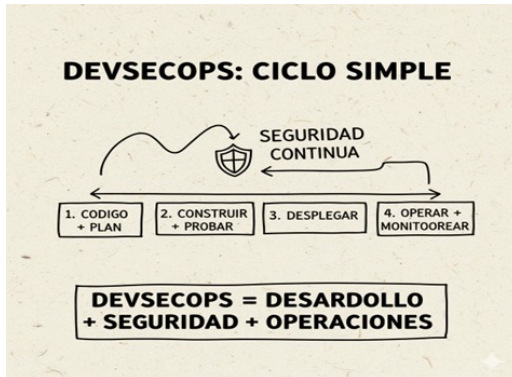 DEVSECOPS: CICLO SIMPLE
SEGURIDAD
CONTINUA
1. CODIGO
+ PLAN
2. CONSTRUIR
+ PROBAR
3. DESPLEGAR
4. OPERAR +
MONITOOREAR
DEVSECOPS = DESARDOLLO
+ SEGURIDAD + OPERACIONES